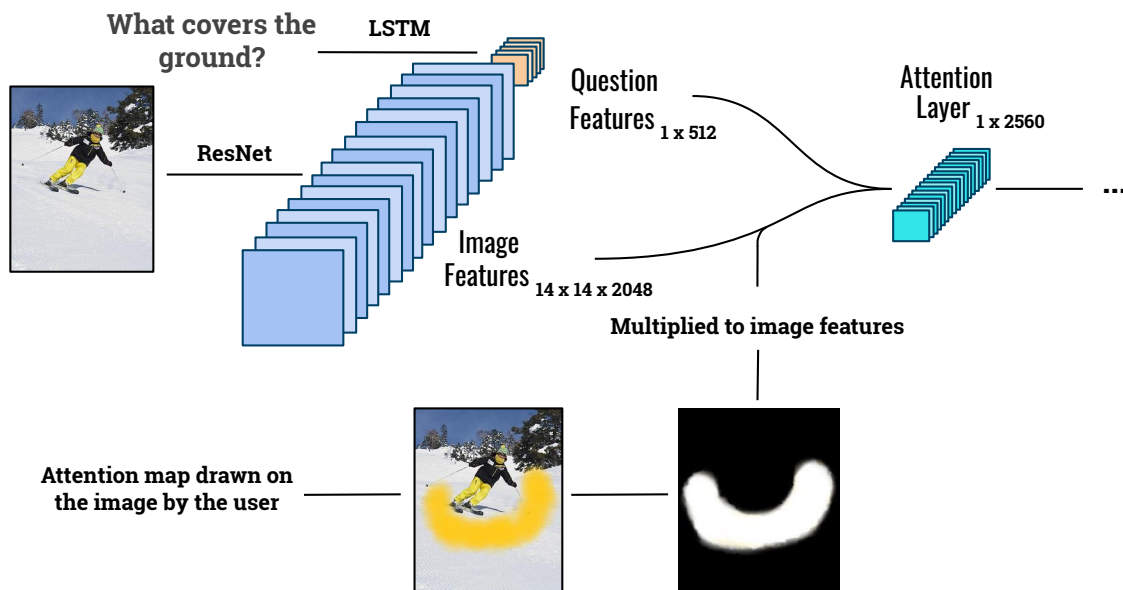 What covers the
ground?
LSTM
ResNet
Question
Features 1 x 512
Attention
Layer 1 x 2560
...
Image
Features 14 x 14 x 2048
Multiplied to image features
Attention map drawn on
the image by the user